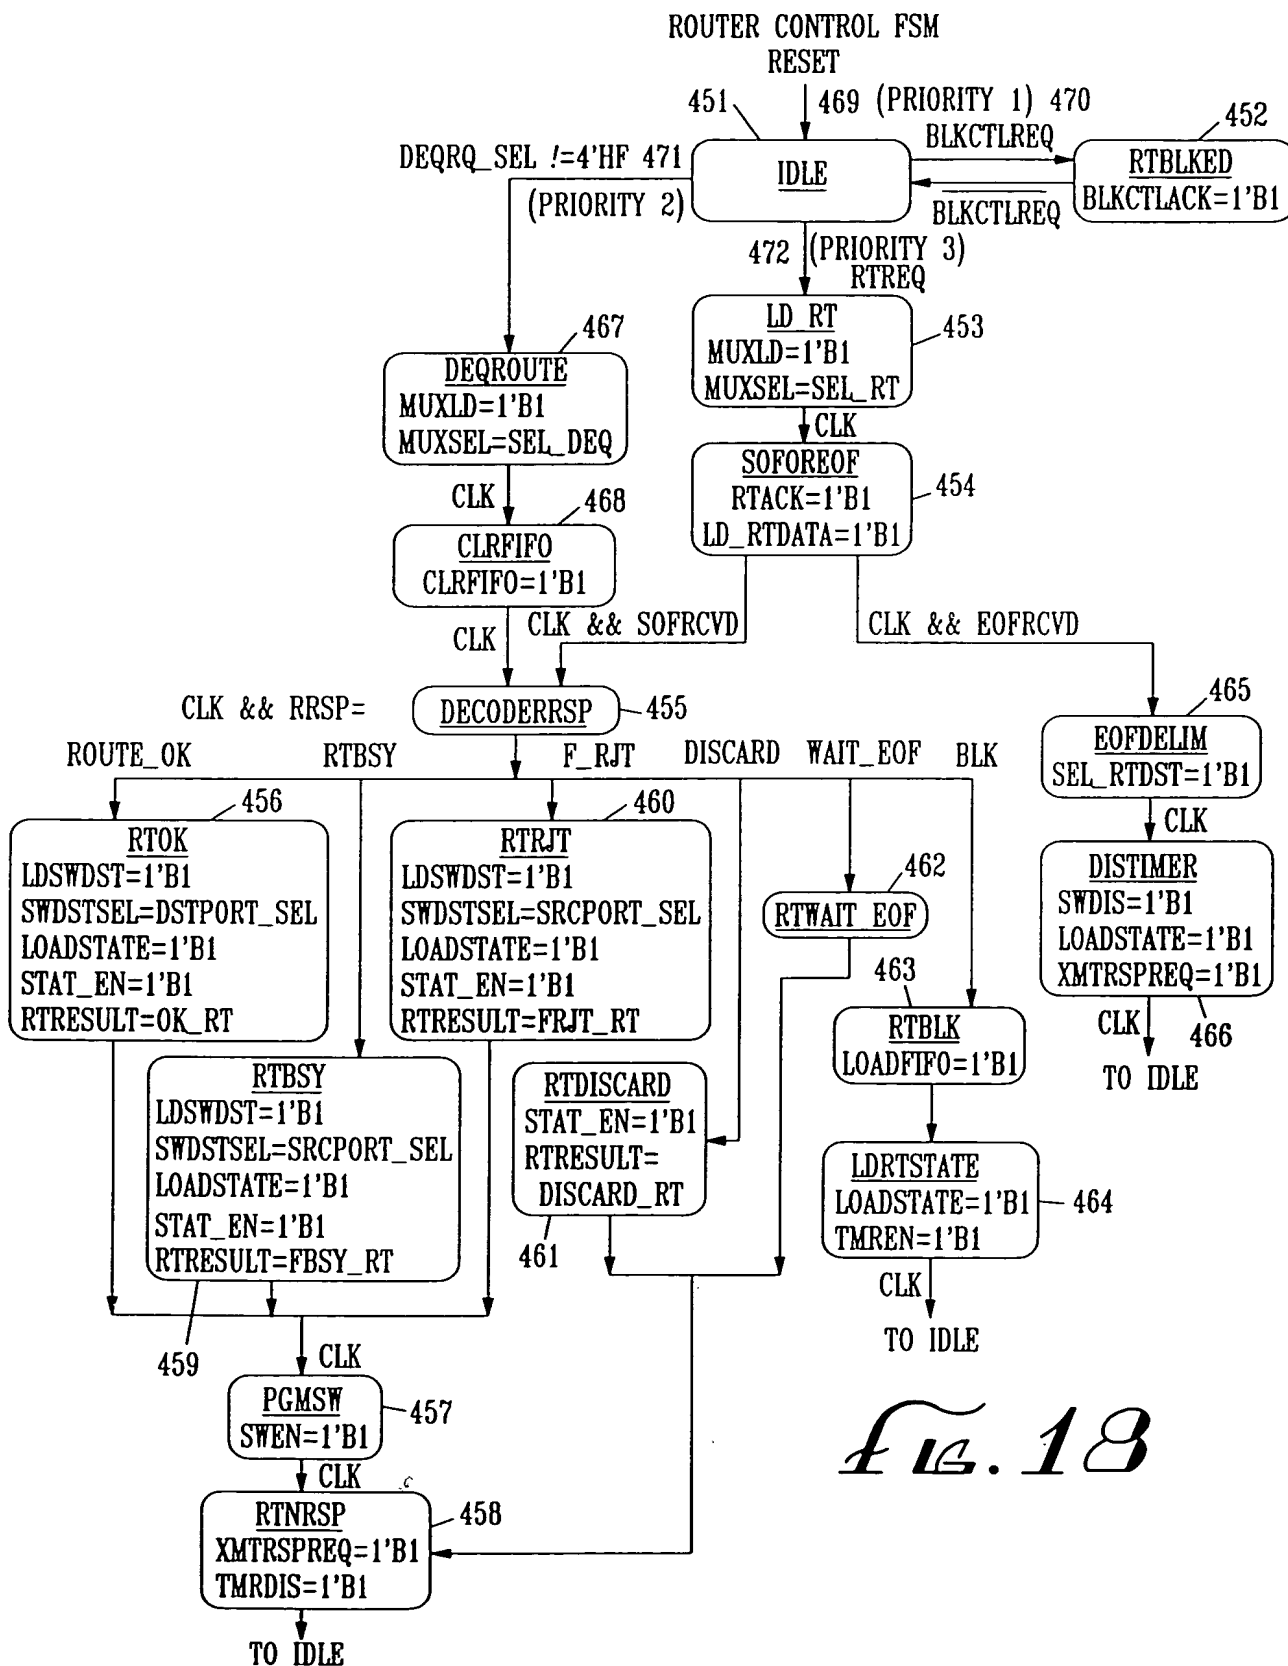 ROUTER CONTROL FSM
RESET
451
469 (PRIORITY 1) 470
452
DEQRQ_SEL !=4'HF 471
(PRIORITY 2)
IDLE
BLKCTLREQ
BLKCTLREQ
RTBLKED
BLKCTLACK=1'B1
472 (PRIORITY 3)
RTREQ
467
DEQROUTE
MUXLD=1'B1
MUXSEL=SEL_DEQ
LD_RT
MUXLD=1'B1
MUXSEL=SEL_RT
453
CLK
CLK
SOFOREOF
RTACK=1'B1
LD_RTDATA=1'B1
454
468
CLRFIFO
CLRFIFO=1'B1
CLK
CLK && SOFRCVD
CLK && EOFRCVD
CLK && RRSP=
DECODERRSP
455
465
EOFDELIM
SEL_RTDST=1'B1
CLK
ROUTE_OK
RTBSY
F_RJT
DISCARD
WAIT_EOF
BLK
456
RTOK
LDSWDST=1'B1
SWDSTSEL=DSTPORT_SEL
LOADSTATE=1'B1
STAT_EN=1'B1
RTRESULT=OK_RT
460
RTRJT
LDSWDST=1'B1
SWDSTSEL=SRCPORT_SEL
LOADSTATE=1'B1
STAT_EN=1'B1
RTRESULT=FRJT_RT
462
RTWAIT_EOF
DISTIMER
SWDIS=1'B1
LOADSTATE=1'B1
XMTRSPREQ=1'B1
CLK
466
TO IDLE
463
RTBLK
LOADFIFO=1'B1
RTBSY
LDSWDST=1'B1
SWDSTSEL=SRCPORT_SEL
LOADSTATE=1'B1
STAT_EN=1'B1
RTRESULT=FBSY_RT
459
RTDISCARD
STAT_EN=1'B1
RTRESULT=
DISCARD_RT
461
LDRTSTATE
LOADSTATE=1'B1
TMREN=1'B1
464
CLK
TO IDLE
CLK
PGMSW
SWEN=1'B1
457
CLK
RTNRSP
XMTRSPREQ=1'B1
TMRDIS=1'B1
458
TO IDLE
FIG. 18